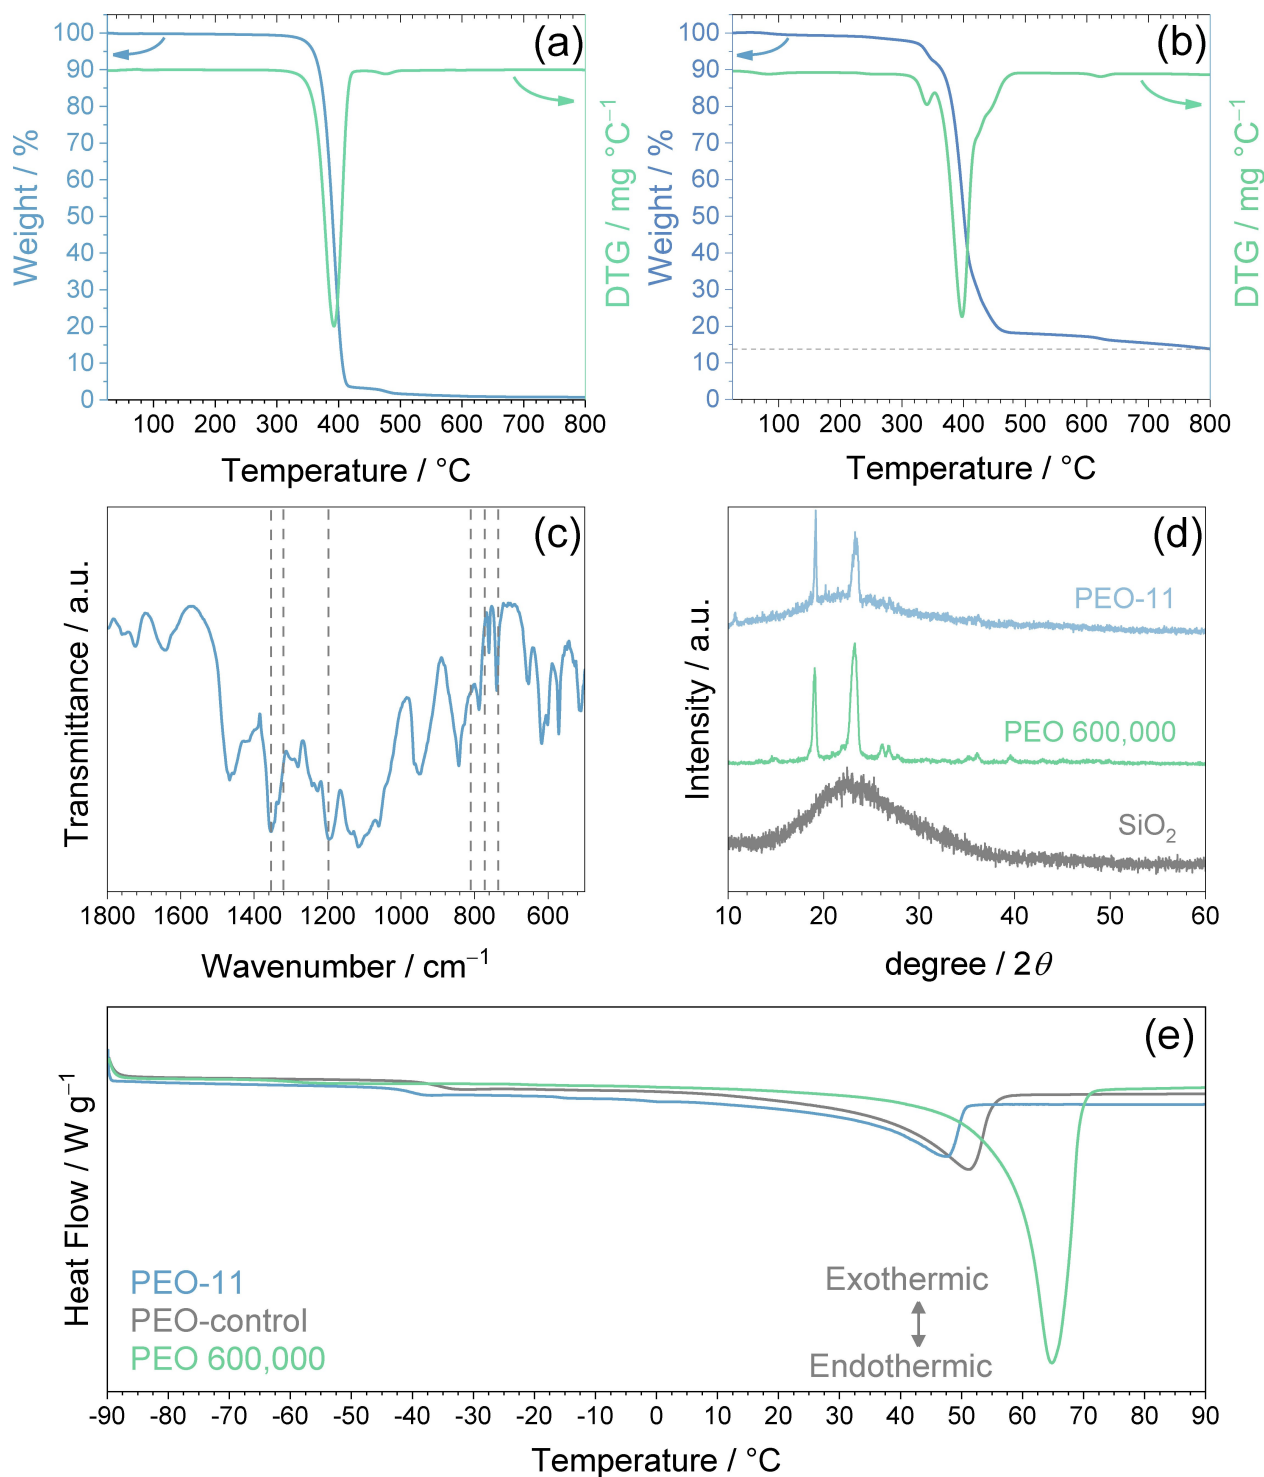 (a)
100
90
80
70
60
50
40
30
20
10
0
Weight / %
DTG / mg °C⁻¹
100 200 300 400 500 600 700 800
Temperature / °C
(b)
100
90
80
70
60
50
40
30
20
10
0
Weight / %
DTG / mg °C⁻¹
100 200 300 400 500 600 700 800
Temperature / °C
(c)
Transmittance / a.u.
1800 1600 1400 1200 1000 800 600
Wavenumber / cm⁻¹
(d)
PEO-11
PEO 600,000
SiO₂
Intensity / a.u.
10 20 30 40 50 60
degree / 2θ
(e)
Heat Flow / W g⁻¹
PEO-11
PEO-control
PEO 600,000
Exothermic
Endothermic
-90 -80 -70 -60 -50 -40 -30 -20 -10 0 10 20 30 40 50 60 70 80 90
Temperature / °C